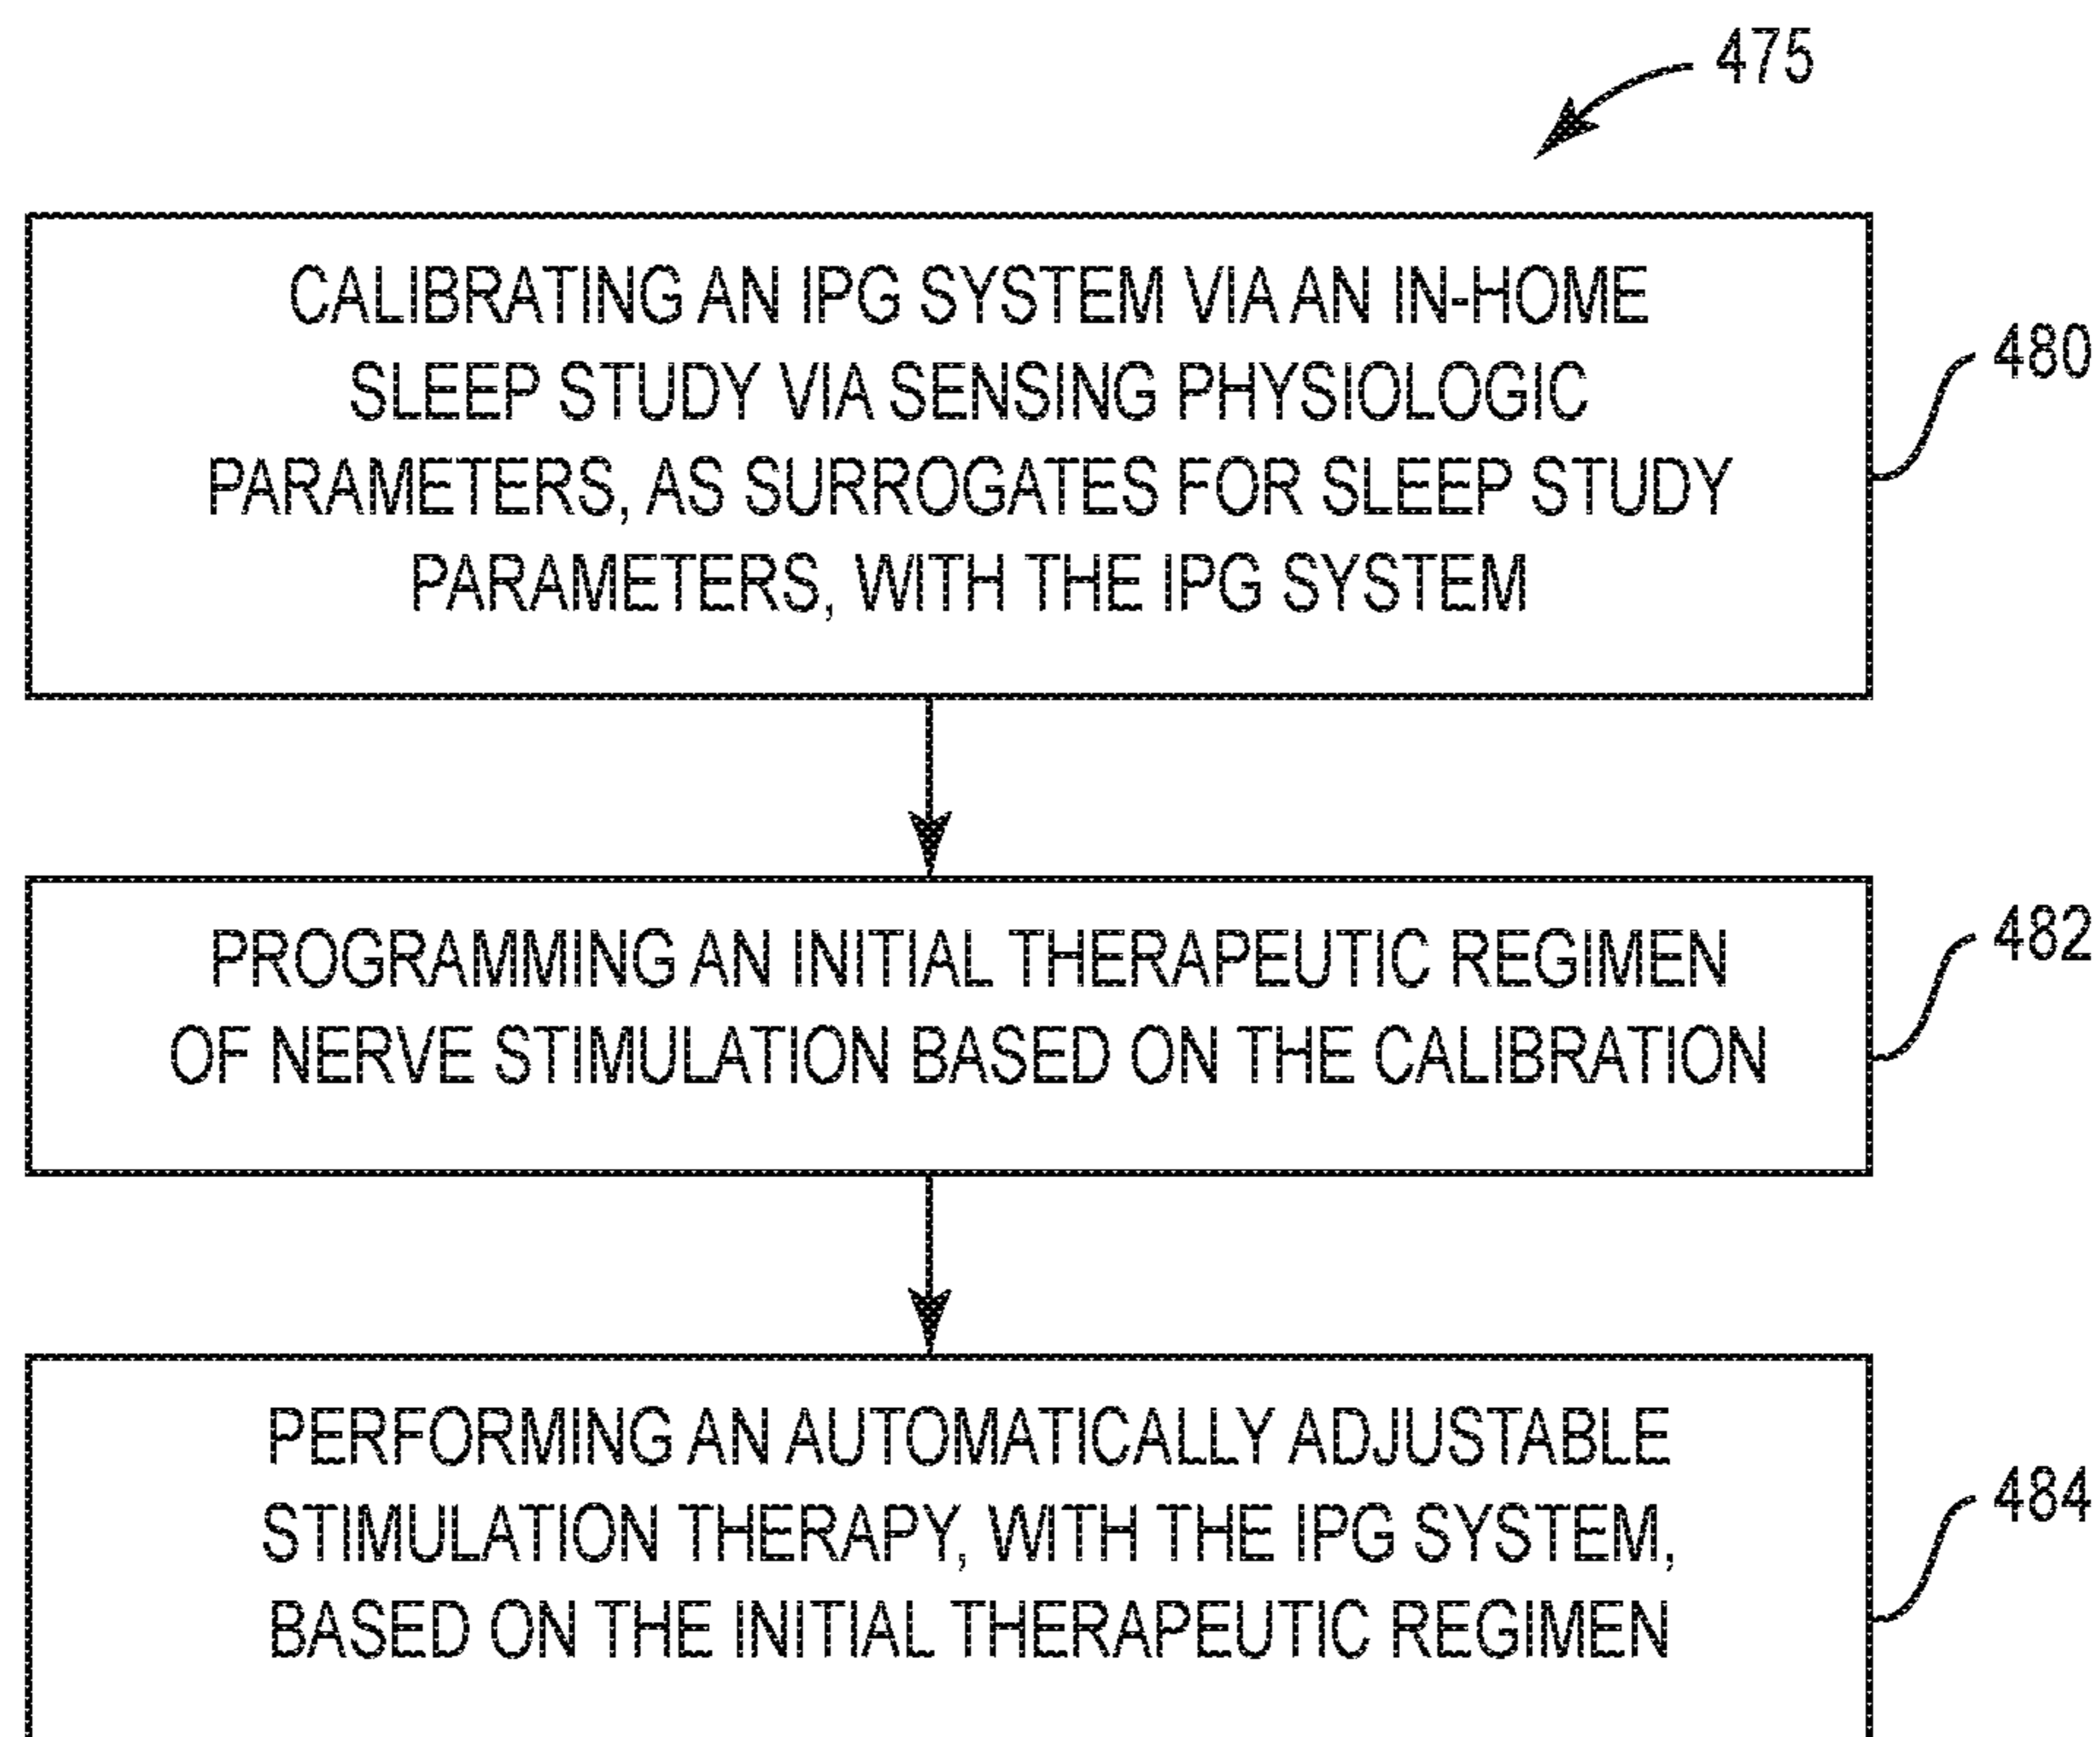 475
CALIBRATING AN IPG SYSTEM VIA AN IN-HOME
SLEEP STUDY VIA SENSING PHYSIOLOGIC
PARAMETERS, AS SURROGATES FOR SLEEP STUDY
PARAMETERS, WITH THE IPG SYSTEM
480
PROGRAMMING AN INITIAL THERAPEUTIC REGIMEN
OF NERVE STIMULATION BASED ON THE CALIBRATION
482
PERFORMING AN AUTOMATICALLY ADJUSTABLE
STIMULATION THERAPY, WITH THE IPG SYSTEM,
BASED ON THE INITIAL THERAPEUTIC REGIMEN
484